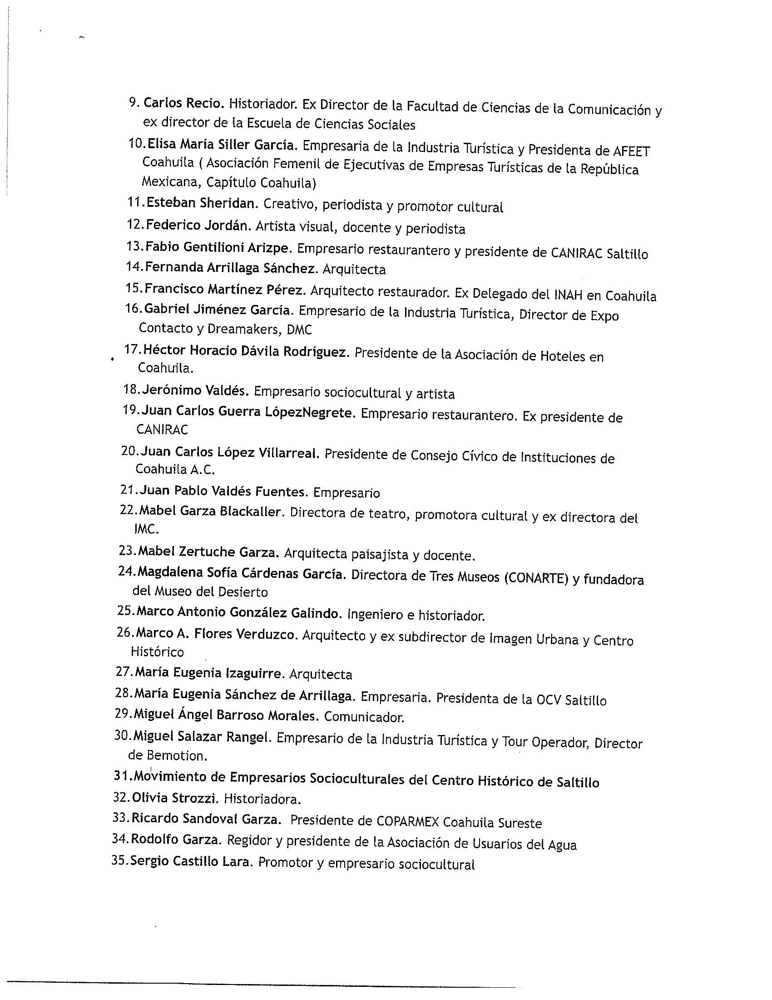 9. Carlos Recio. Historiador. Ex Director de la Facultad de Ciencias de la Comunicación y
ex director de la Escuela de Ciencias Sociales
10.Elisa María Siller García. Empresaria de la Industria Turística y Presidenta de AFEET
Coahuila ( Asociación Femenil de Ejecutivas de Empresas Turísticas de la República
Mexicana, Capítulo Coahuila)
11.Esteban Sheridan. Creativo, periodista y promotor cultural
12.Federico Jordán. Artista visual, docente y periodista
13.Fabio Gentilioni Arizpe. Empresario restaurantero y presidente de CANIRAC Saltillo
14.Fernanda Arrillaga Sánchez. Arquitecta
15.Francisco Martínez Pérez. Arquitecto restaurador. Ex Delegado del INAH en Coahuila
16.Gabriel Jiménez García. Empresario de la Industria Turística, Director de Expo
Contacto y Dreamakers, DMC
17.Héctor Horacio Dávila Rodríguez. Presidente de la Asociación de Hoteles en
Coahuila.
18.Jerónimo Valdés. Empresario sociocultural y artista
19.Juan Carlos Guerra LópezNegrete. Empresario restaurantero. Ex presidente de
CANIRAC
20.Juan Carlos López Villarreal. Presidente de Consejo Cívico de Instituciones de
Coahuila A.C.
21.Juan Pablo Valdés Fuentes. Empresario
22.Mabel Garza Blackaller. Directora de teatro, promotora cultural y ex directora del
IMC.
23.Mabel Zertuche Garza. Arquitecta paisajista y docente.
24.Magdalena Sofía Cárdenas García. Directora de Tres Museos (CONARTE) y fundadora
del Museo del Desierto
25.Marco Antonio González Galindo. Ingeniero e historiador.
26.Marco A. Flores Verduzco. Arquitecto y ex subdirector de Imagen Urbana y Centro
Histórico
27.María Eugenia Izaguirre. Arquitecta
28.María Eugenia Sánchez de Arrillaga. Empresaria. Presidenta de la OCV Saltillo
29.Miguel Ángel Barroso Morales. Comunicador.
30.Miguel Salazar Rangel. Empresario de la Industria Turística y Tour Operador, Director
de Bemotion.
31.Movimiento de Empresarios Socioculturales del Centro Histórico de Saltillo
32.Olivia Strozzi. Historiadora.
33.Ricardo Sandoval Garza. Presidente de COPARMEX Coahuila Sureste
34.Rodolfo Garza. Regidor y presidente de la Asociación de Usuarios del Agua
35.Sergio Castillo Lara. Promotor y empresario sociocultural